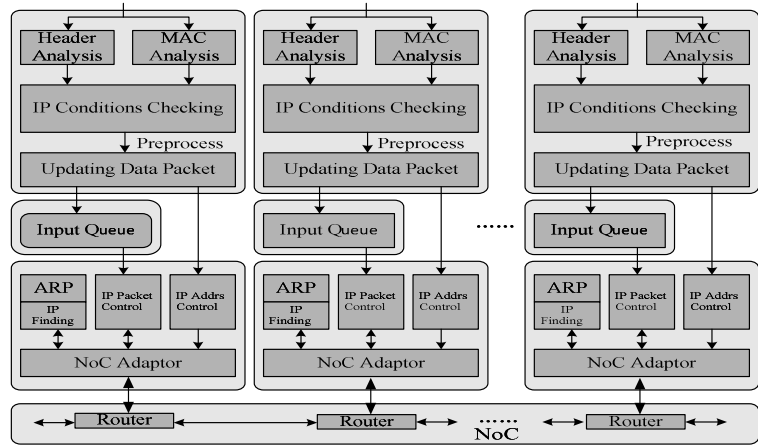 Header Analysis
MAC Analysis
IP Conditions Checking
Preprocess
Updating Data Packet
Input Queue
ARP
IP Finding
IP Packet Control
IP Addrs Control
NoC Adaptor
Router
Header Analysis
MAC Analysis
IP Conditions Checking
Preprocess
Updating Data Packet
Input Queue
ARP
IP Finding
IP Packet Control
IP Addrs Control
NoC Adaptor
Router
......
......
NoC
Header Analysis
MAC Analysis
IP Conditions Checking
Preprocess
Updating Data Packet
Input Queue
ARP
IP Finding
IP Packet Control
IP Addrs Control
NoC Adaptor
Router